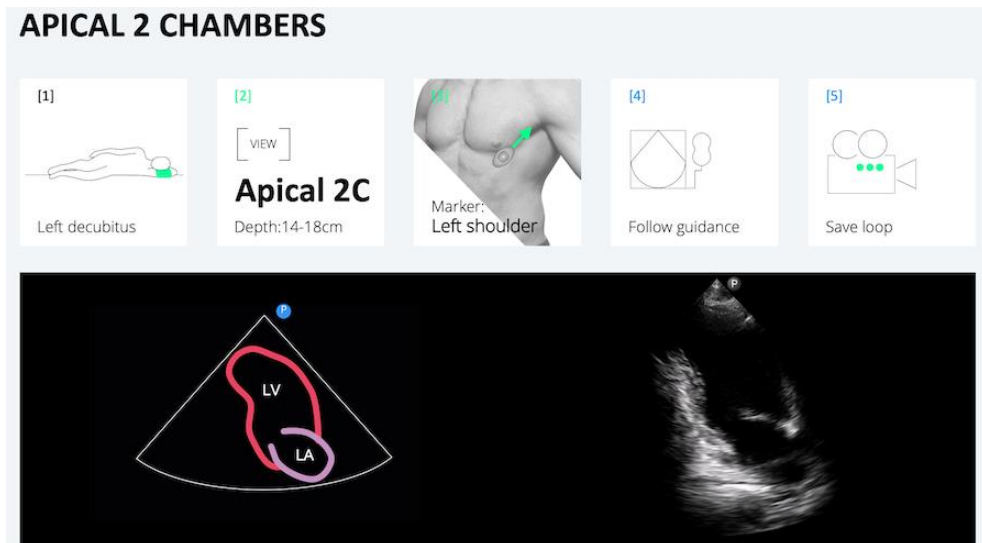 APICAL 2 CHAMBERS
[1]
Left decubitus
[2]
VIEW
Apical 2C
Depth:14-18cm
[3]
Marker:
Left shoulder
[4]
Follow guidance
[5]
Save loop
P
LV
LA
P